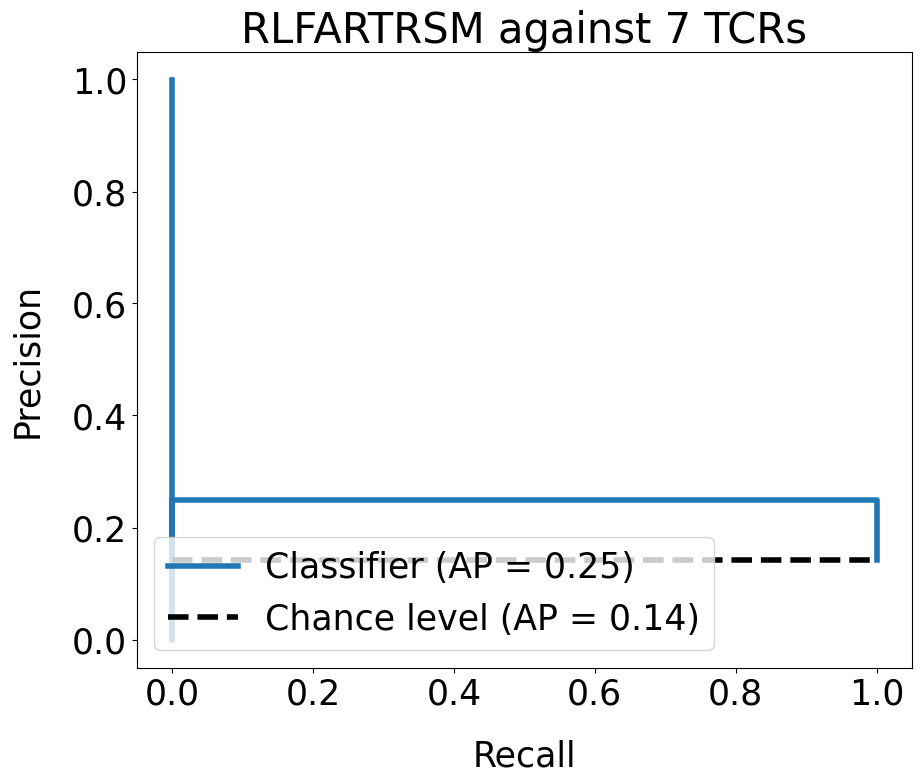 RLFARTRSM against 7 TCRs
1.0
0.8
0.6
0.4
0.2
0.0
Precision
Classifier (AP = 0.25)
Chance level (AP = 0.14)
0.0 0.2 0.4 0.6 0.8 1.0
Recall